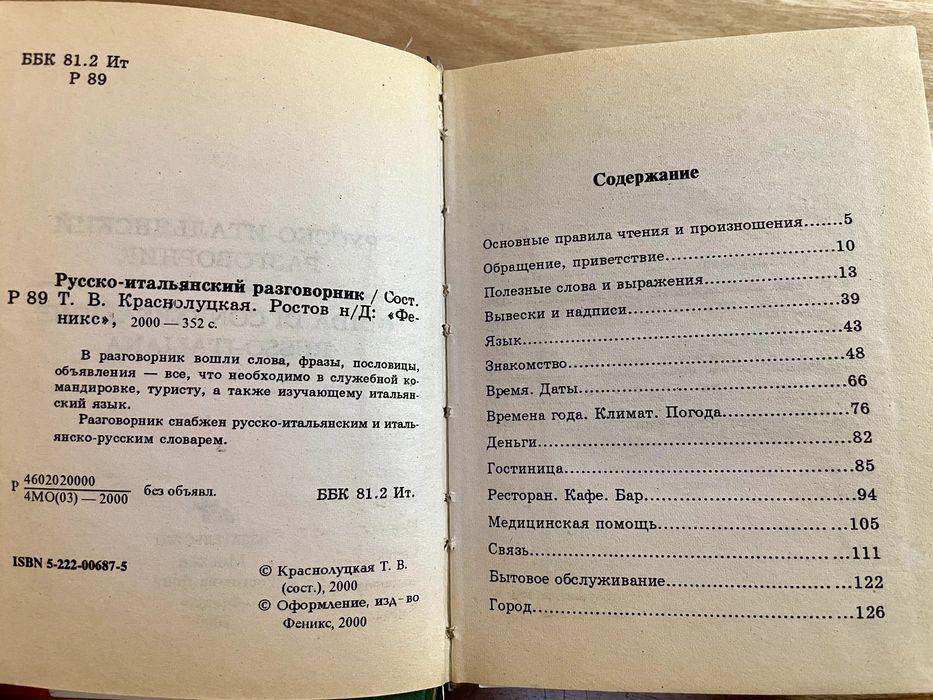 ББК 81.2 Ит
Р 89
Русско-итальянский разговорник / Сост.
Р 89 Т. В. Краснолуцкая. Ростов н/Д: «Фе-
никс», 2000 — 352 с.
В разговорник вошли слова, фразы, пословицы,
объявления — все, что необходимо в служебной ко-
мандировке, туристу, а также изучающему итальян-
ский язык.
Разговорник снабжен русско-итальянским и italь-
янско-русским словарем.
Р 4602020000
4МО(03) — 2000 без объявл.
ББК 81.2 Ит.
ISBN 5-222-00687-5
© Краснолуцкая Т. В.
(сост.), 2000
© Оформление, изд-во
Феникс, 2000
Содержание
Основные правила чтения и произношения.......5
Обращение, приветствие.......10
Полезные слова и выражения.......13
Вывески и надписи.......39
Язык.......43
Знакомство.......48
Время. Даты.......66
Времена года. Климат. Погода.......76
Деньги.......82
Гостиница.......85
Ресторан. Кафе. Бар.......94
Медицинская помощь.......105
Связь.......111
Бытовое обслуживание.......122
Город.......126